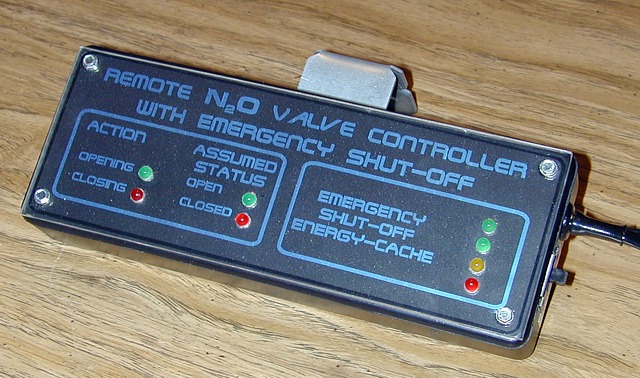 REMOTE N₂O VALVE CONTROLLER
WITH EMERGENCY SHUT-OFF
ACTION
OPENING
CLOSING
ASSUMED
STATUS
OPEN
CLOSED
EMERGENCY
SHUT-OFF
ENERGY-CACHE